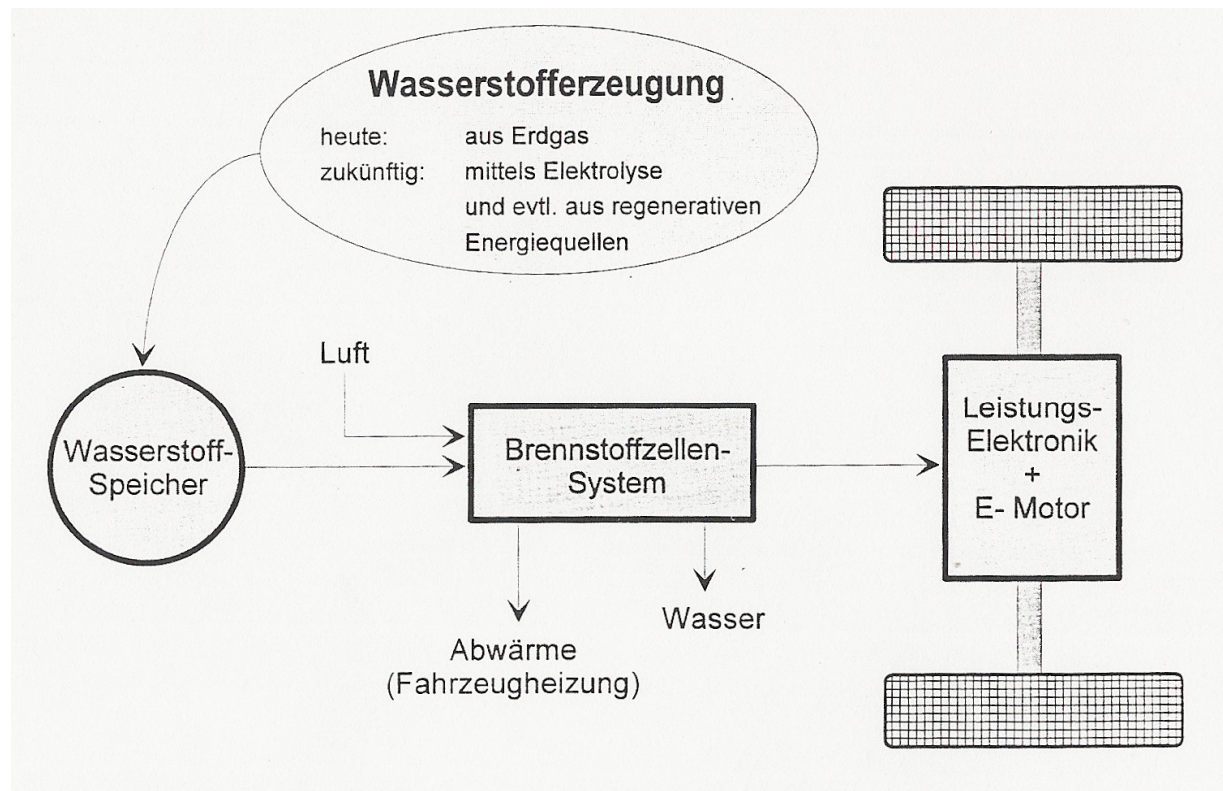 Wasserstofferzeugung
heute: aus Erdgas
zukünftig: mittels Elektrolyse
und evtl. aus regenerativen
Energiequellen
Luft
Wasserstoff-
Speicher
Brennstoffzellen-
System
Leistungs-
Elektronik
+
E- Motor
Wasser
Abwärme
(Fahrzeugheizung)